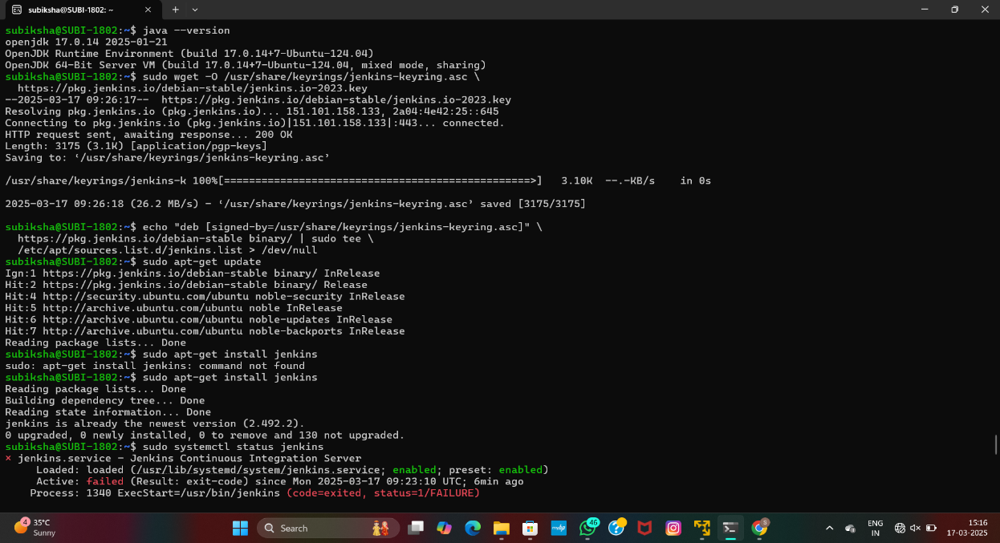 subiksha@SUBI-1802: ~
subiksha@SUBI-1802:~$ java --version
openjdk 17.0.14 2025-01-21
OpenJDK Runtime Environment (build 17.0.14+7-Ubuntu-124.04)
OpenJDK 64-Bit Server VM (build 17.0.14+7-Ubuntu-124.04, mixed mode, sharing)
subiksha@SUBI-1802:~$ sudo wget -O /usr/share/keyrings/jenkins-keyring.asc \
  https://pkg.jenkins.io/debian-stable/jenkins.io-2023.key
--2025-03-17 09:26:17--  https://pkg.jenkins.io/debian-stable/jenkins.io-2023.key
Resolving pkg.jenkins.io (pkg.jenkins.io)... 151.101.158.133, 2a04:4e42:25::645
Connecting to pkg.jenkins.io (pkg.jenkins.io)|151.101.158.133|:443... connected.
HTTP request sent, awaiting response... 200 OK
Length: 3175 (3.1K) [application/pgp-keys]
Saving to: ‘/usr/share/keyrings/jenkins-keyring.asc’
/usr/share/keyrings/jenkins-k 100%[=================================================>]   3.10K  --.-KB/s    in 0s
2025-03-17 09:26:18 (26.2 MB/s) - ‘/usr/share/keyrings/jenkins-keyring.asc’ saved [3175/3175]
subiksha@SUBI-1802:~$ echo "deb [signed-by=/usr/share/keyrings/jenkins-keyring.asc]" \
  https://pkg.jenkins.io/debian-stable binary/ | sudo tee \
  /etc/apt/sources.list.d/jenkins.list > /dev/null
subiksha@SUBI-1802:~$ sudo apt-get update
Ign:1 https://pkg.jenkins.io/debian-stable binary/ InRelease
Hit:2 https://pkg.jenkins.io/debian-stable binary/ Release
Hit:4 http://security.ubuntu.com/ubuntu noble-security InRelease
Hit:5 http://archive.ubuntu.com/ubuntu noble InRelease
Hit:6 http://archive.ubuntu.com/ubuntu noble-updates InRelease
Hit:7 http://archive.ubuntu.com/ubuntu noble-backports InRelease
Reading package lists... Done
subiksha@SUBI-1802:~$ sudo apt-get install jenkins
sudo: apt-get install jenkins: command not found
subiksha@SUBI-1802:~$ sudo apt-get install jenkins
Reading package lists... Done
Building dependency tree... Done
Reading state information... Done
jenkins is already the newest version (2.492.2).
0 upgraded, 0 newly installed, 0 to remove and 130 not upgraded.
subiksha@SUBI-1802:~$ sudo systemctl status jenkins
× jenkins.service - Jenkins Continuous Integration Server
     Loaded: loaded (/usr/lib/systemd/system/jenkins.service; enabled; preset: enabled)
     Active: failed (Result: exit-code) since Mon 2025-03-17 09:23:10 UTC; 6min ago
    Process: 1340 ExecStart=/usr/bin/jenkins (code=exited, status=1/FAILURE)
4
35°C
Sunny
Search
myhp
46
5
ENG
IN
15:16
17-03-2025